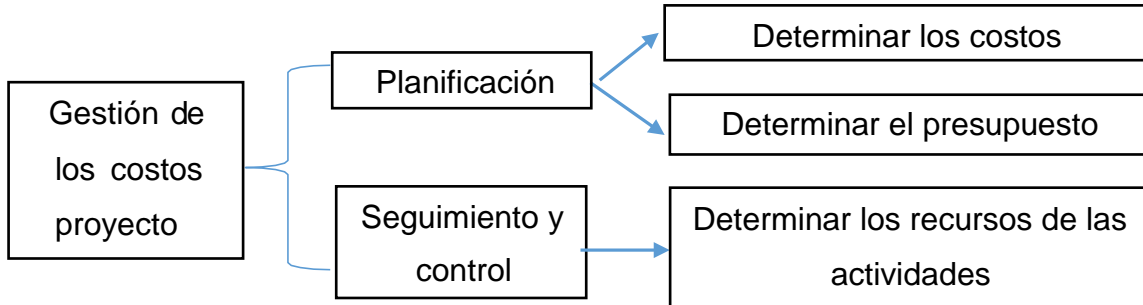 Gestión de
los costos
proyecto
Planificación
Determinar los costos
Determinar el presupuesto
Seguimiento y
control
Determinar los recursos de las
actividades